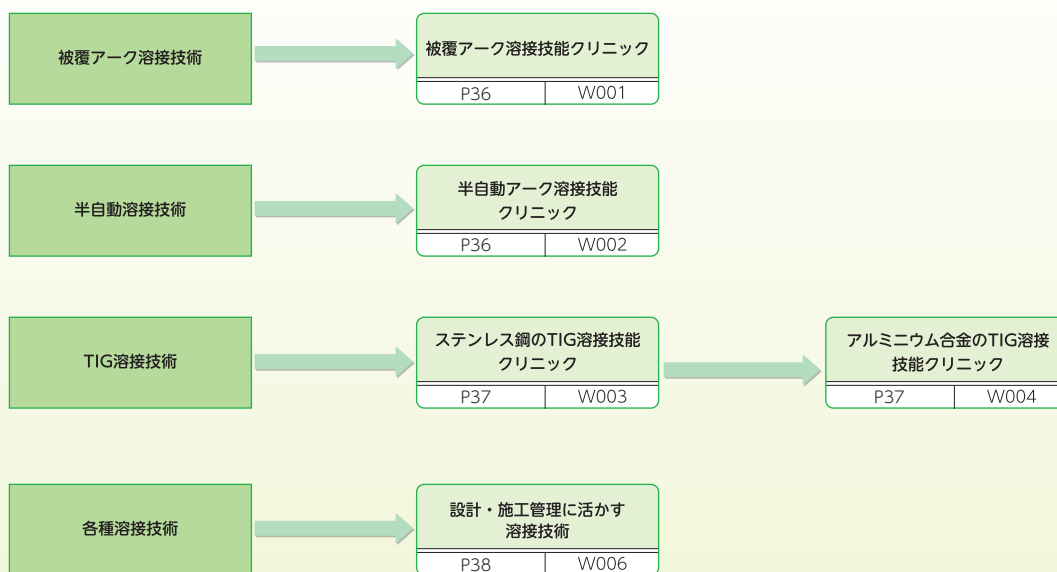 被覆アーク溶接技術
被覆アーク溶接技能クリニック
P36 W001
半自動溶接技術
半自動アーク溶接技能
クリニック
P36 W002
TIG溶接技術
ステンレス鋼のTIG溶接技能
クリニック
P37 W003
アルミニウム合金のTIG溶接
技能クリニック
P37 W004
各種溶接技術
設計・施工管理に活かす
溶接技術
P38 W006